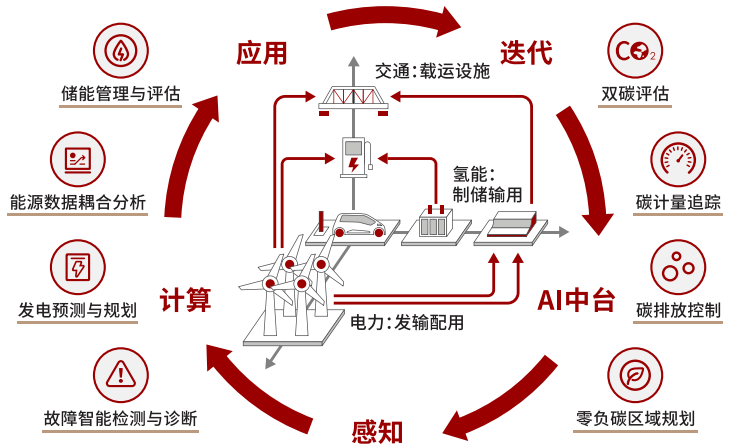 应用
迭代
交通：载运设施
CO2
储能管理与评估
双碳评估
氢能：
制储输用
能源数据耦合分析
碳计量追踪
计算
AI中台
发电预测与规划
碳排放控制
电力：发输配用
故障智能检测与诊断
零负碳区域规划
感知